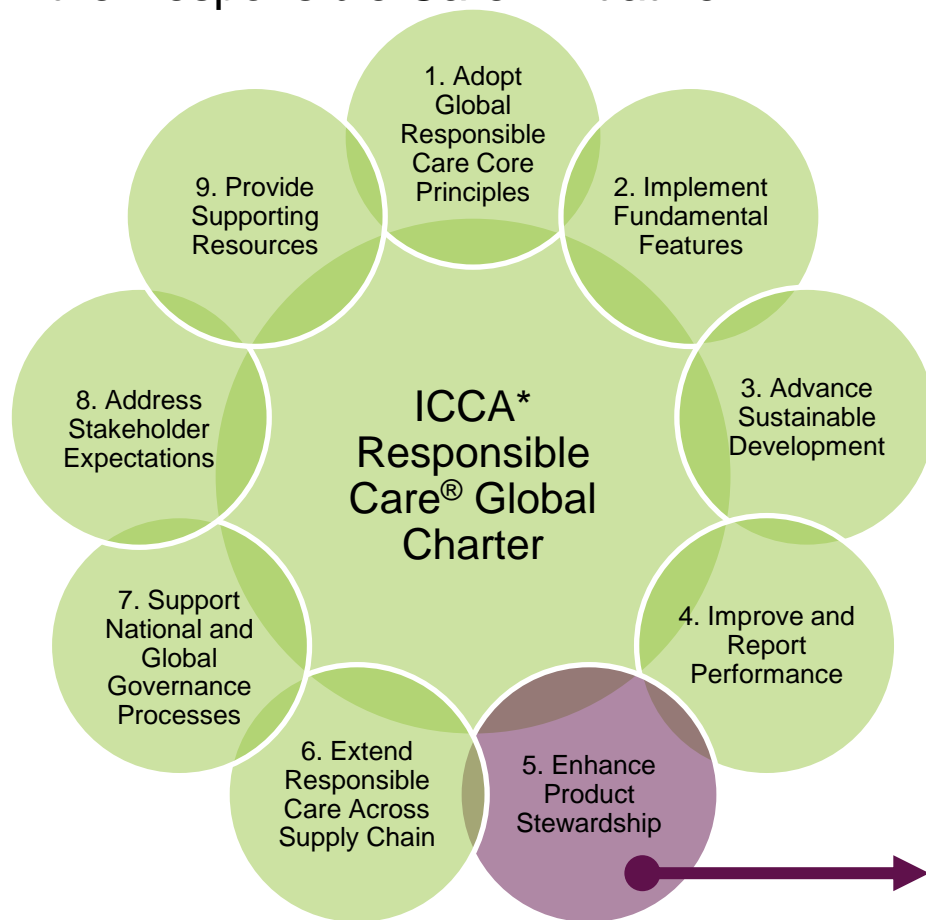 1. Adopt
Global
Responsible
Care Core
Principles
2. Implement
Fundamental
Features
3. Advance
Sustainable
Development
4. Improve and
Report
Performance
5. Enhance
Product
Stewardship
6. Extend
Responsible
Care Across
Supply Chain
7. Support
National and
Global
Governance
Processes
8. Address
Stakeholder
Expectations
9. Provide
Supporting
Resources
ICCA*
Responsible
Care® Global
Charter